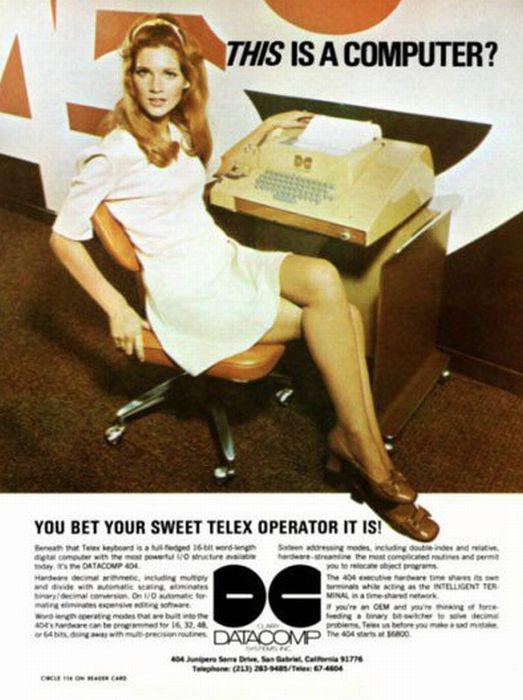 THIS IS A COMPUTER?
DC
YOU BET YOUR SWEET TELEX OPERATOR IT IS!
Beneath that Telex keyboard is a full-fledged 16-bit word-length
digital computer with the most powerful I/O structure available
today. It's the DATACOMP 404.
Hardware decimal arithmetic, including multiply
and divide with automatic scaling, eliminates
binary/decimal conversion. On I/O automatic for-
mating eliminates expensive editing software.
Word-length operating modes that are built into the
404's hardware can be programmed for 16, 32, 48,
or 64 bits, doing away with multi-precision routines.
Sixteen addressing modes, including double-index and relative,
hardware-streamline the most complicated routines and permit
you to relocate object programs.
The 404 executive hardware time shares its own
terminals while acting as the INTELLIGENT TER-
MINAL in a time-shared network.
If you're an OEM and you're thinking of force-
feeding a binary bit-switcher to solve decimal
problems, Telex us before you make a sad mistake.
The 404 starts at $6800.
DC
CLARY
DATACOMP
SYSTEMS INC.
404 Junipero Serra Drive, San Gabriel, California 91776
Telephone: (213) 283-9485/Telex: 67-4604
CIRCLE 116 ON READER CARD